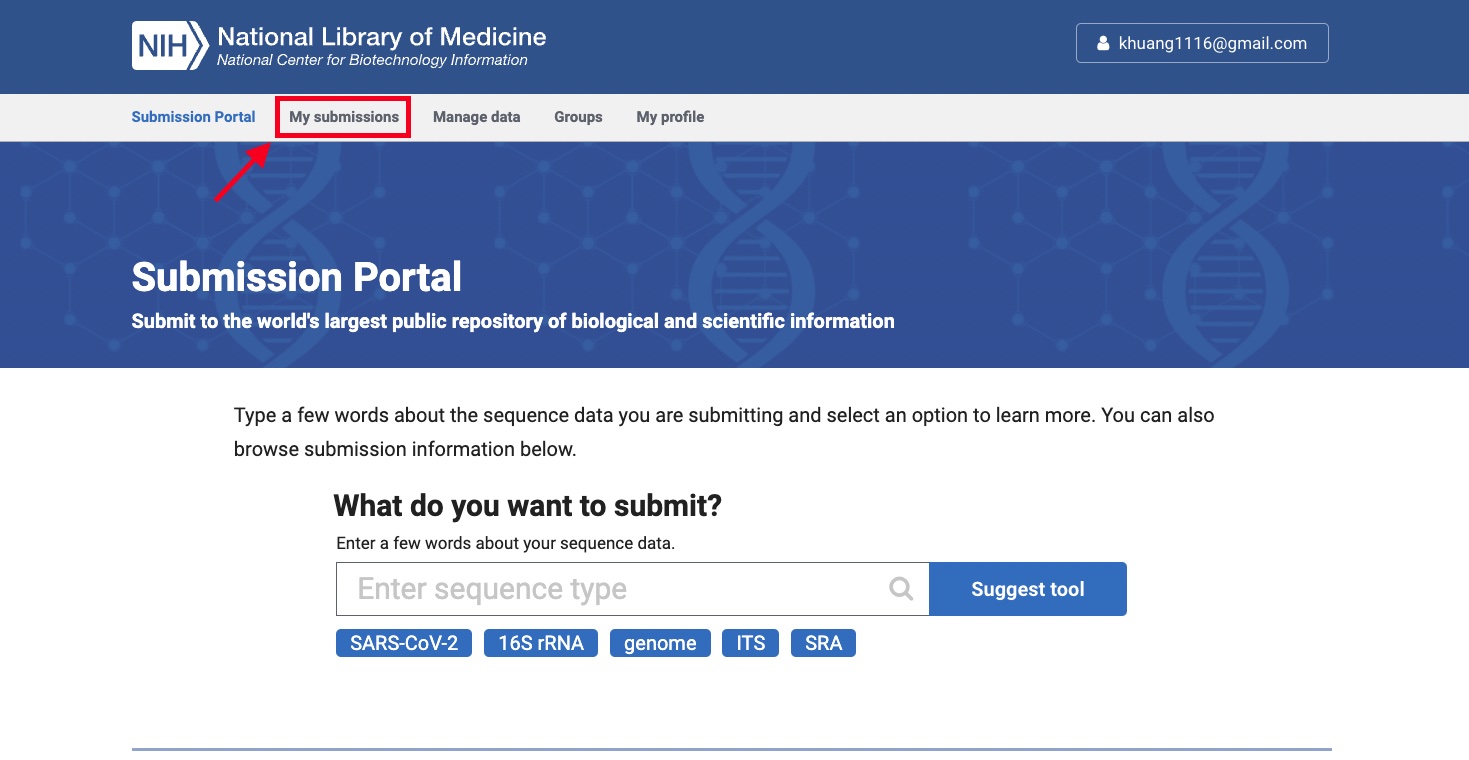 NIH National Library of Medicine
National Center for Biotechnology Information
khuang1116@gmail.com
Submission Portal My submissions Manage data Groups My profile
Submission Portal
Submit to the world's largest public repository of biological and scientific information
Type a few words about the sequence data you are submitting and select an option to learn more. You can also
browse submission information below.
What do you want to submit?
Enter a few words about your sequence data.
Enter sequence type Suggest tool
SARS-CoV-2 16S rRNA genome ITS SRA